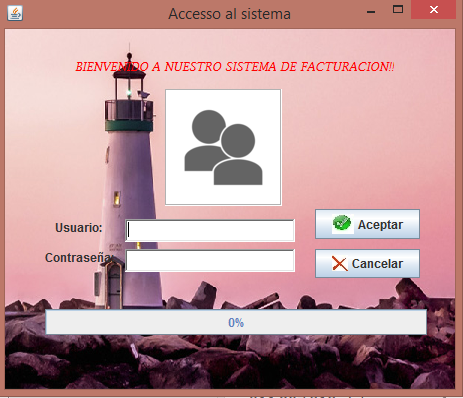 Accesso al sistema
BIENVENIDO A NUESTRO SISTEMA DE FACTURACION!!
Usuario:
Aceptar
Contraseña:
Cancelar
0%